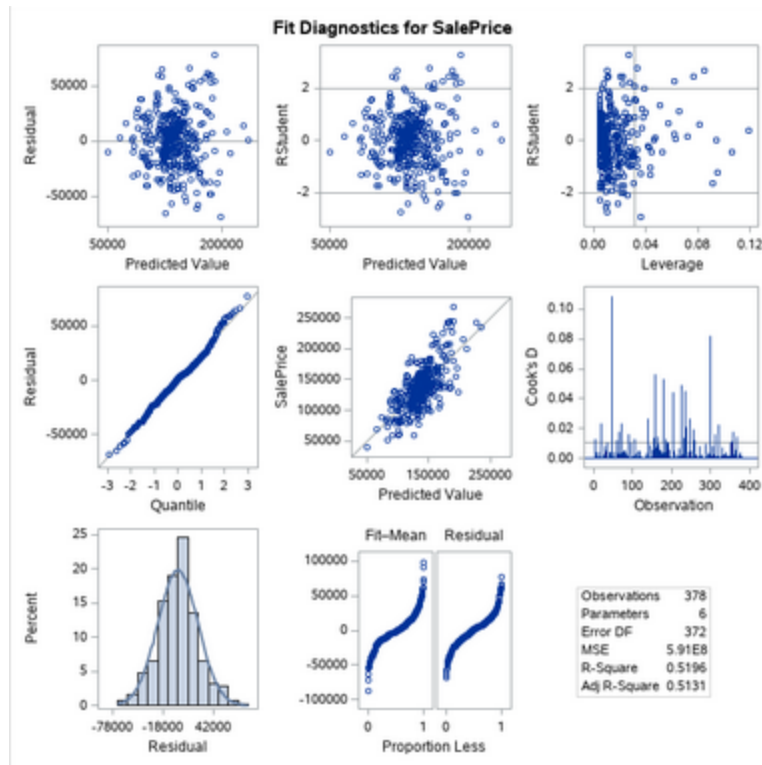 Fit Diagnostics for SalePrice
Residual
50000
0
-50000
50000 200000
Predicted Value
RStudent
2
0
-2
50000 200000
Predicted Value
RStudent
2
0
-2
0.00 0.04 0.08 0.12
Leverage
Residual
50000
0
-50000
-3 -2 -1 0 1 2 3
Quantile
SalePrice
250000
200000
150000
100000
50000
50000 150000 250000
Predicted Value
Cook's D
0.10
0.08
0.06
0.04
0.02
0.00
0 100 200 300 400
Observation
Percent
25
20
15
10
5
0
-78000 -18000 42000
Residual
Fit–Mean Residual
100000
50000
0
-50000
-100000
0 1 0 1
Proportion Less
Observations 378
Parameters 6
Error DF 372
MSE 5.91E8
R-Square 0.5196
Adj R-Square 0.5131